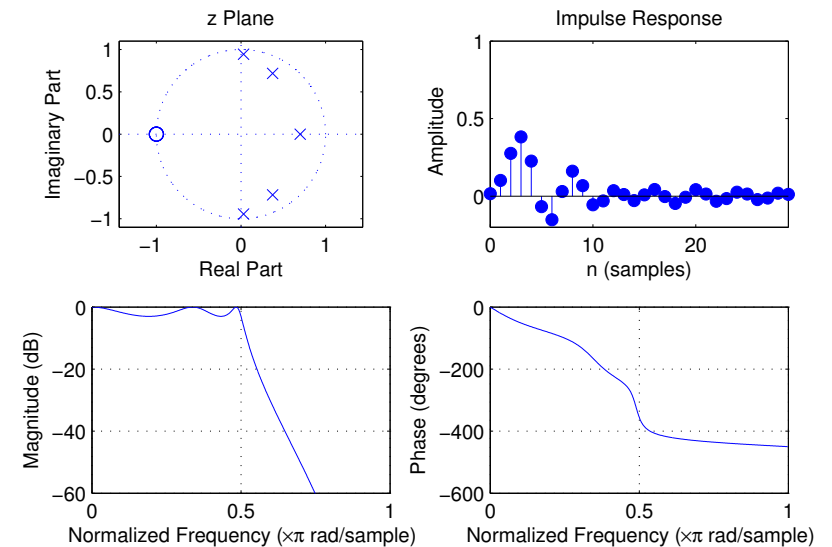 z Plane
1
0.5
0
−0.5
−1
−1
0
1
Imaginary Part
Real Part
Impulse Response
1
0.5
0
0
10
20
Amplitude
n (samples)
0
−20
−40
−60
0
0.5
1
Magnitude (dB)
Normalized Frequency (×π rad/sample)
0
−200
−400
−600
0
0.5
1
Phase (degrees)
Normalized Frequency (×π rad/sample)